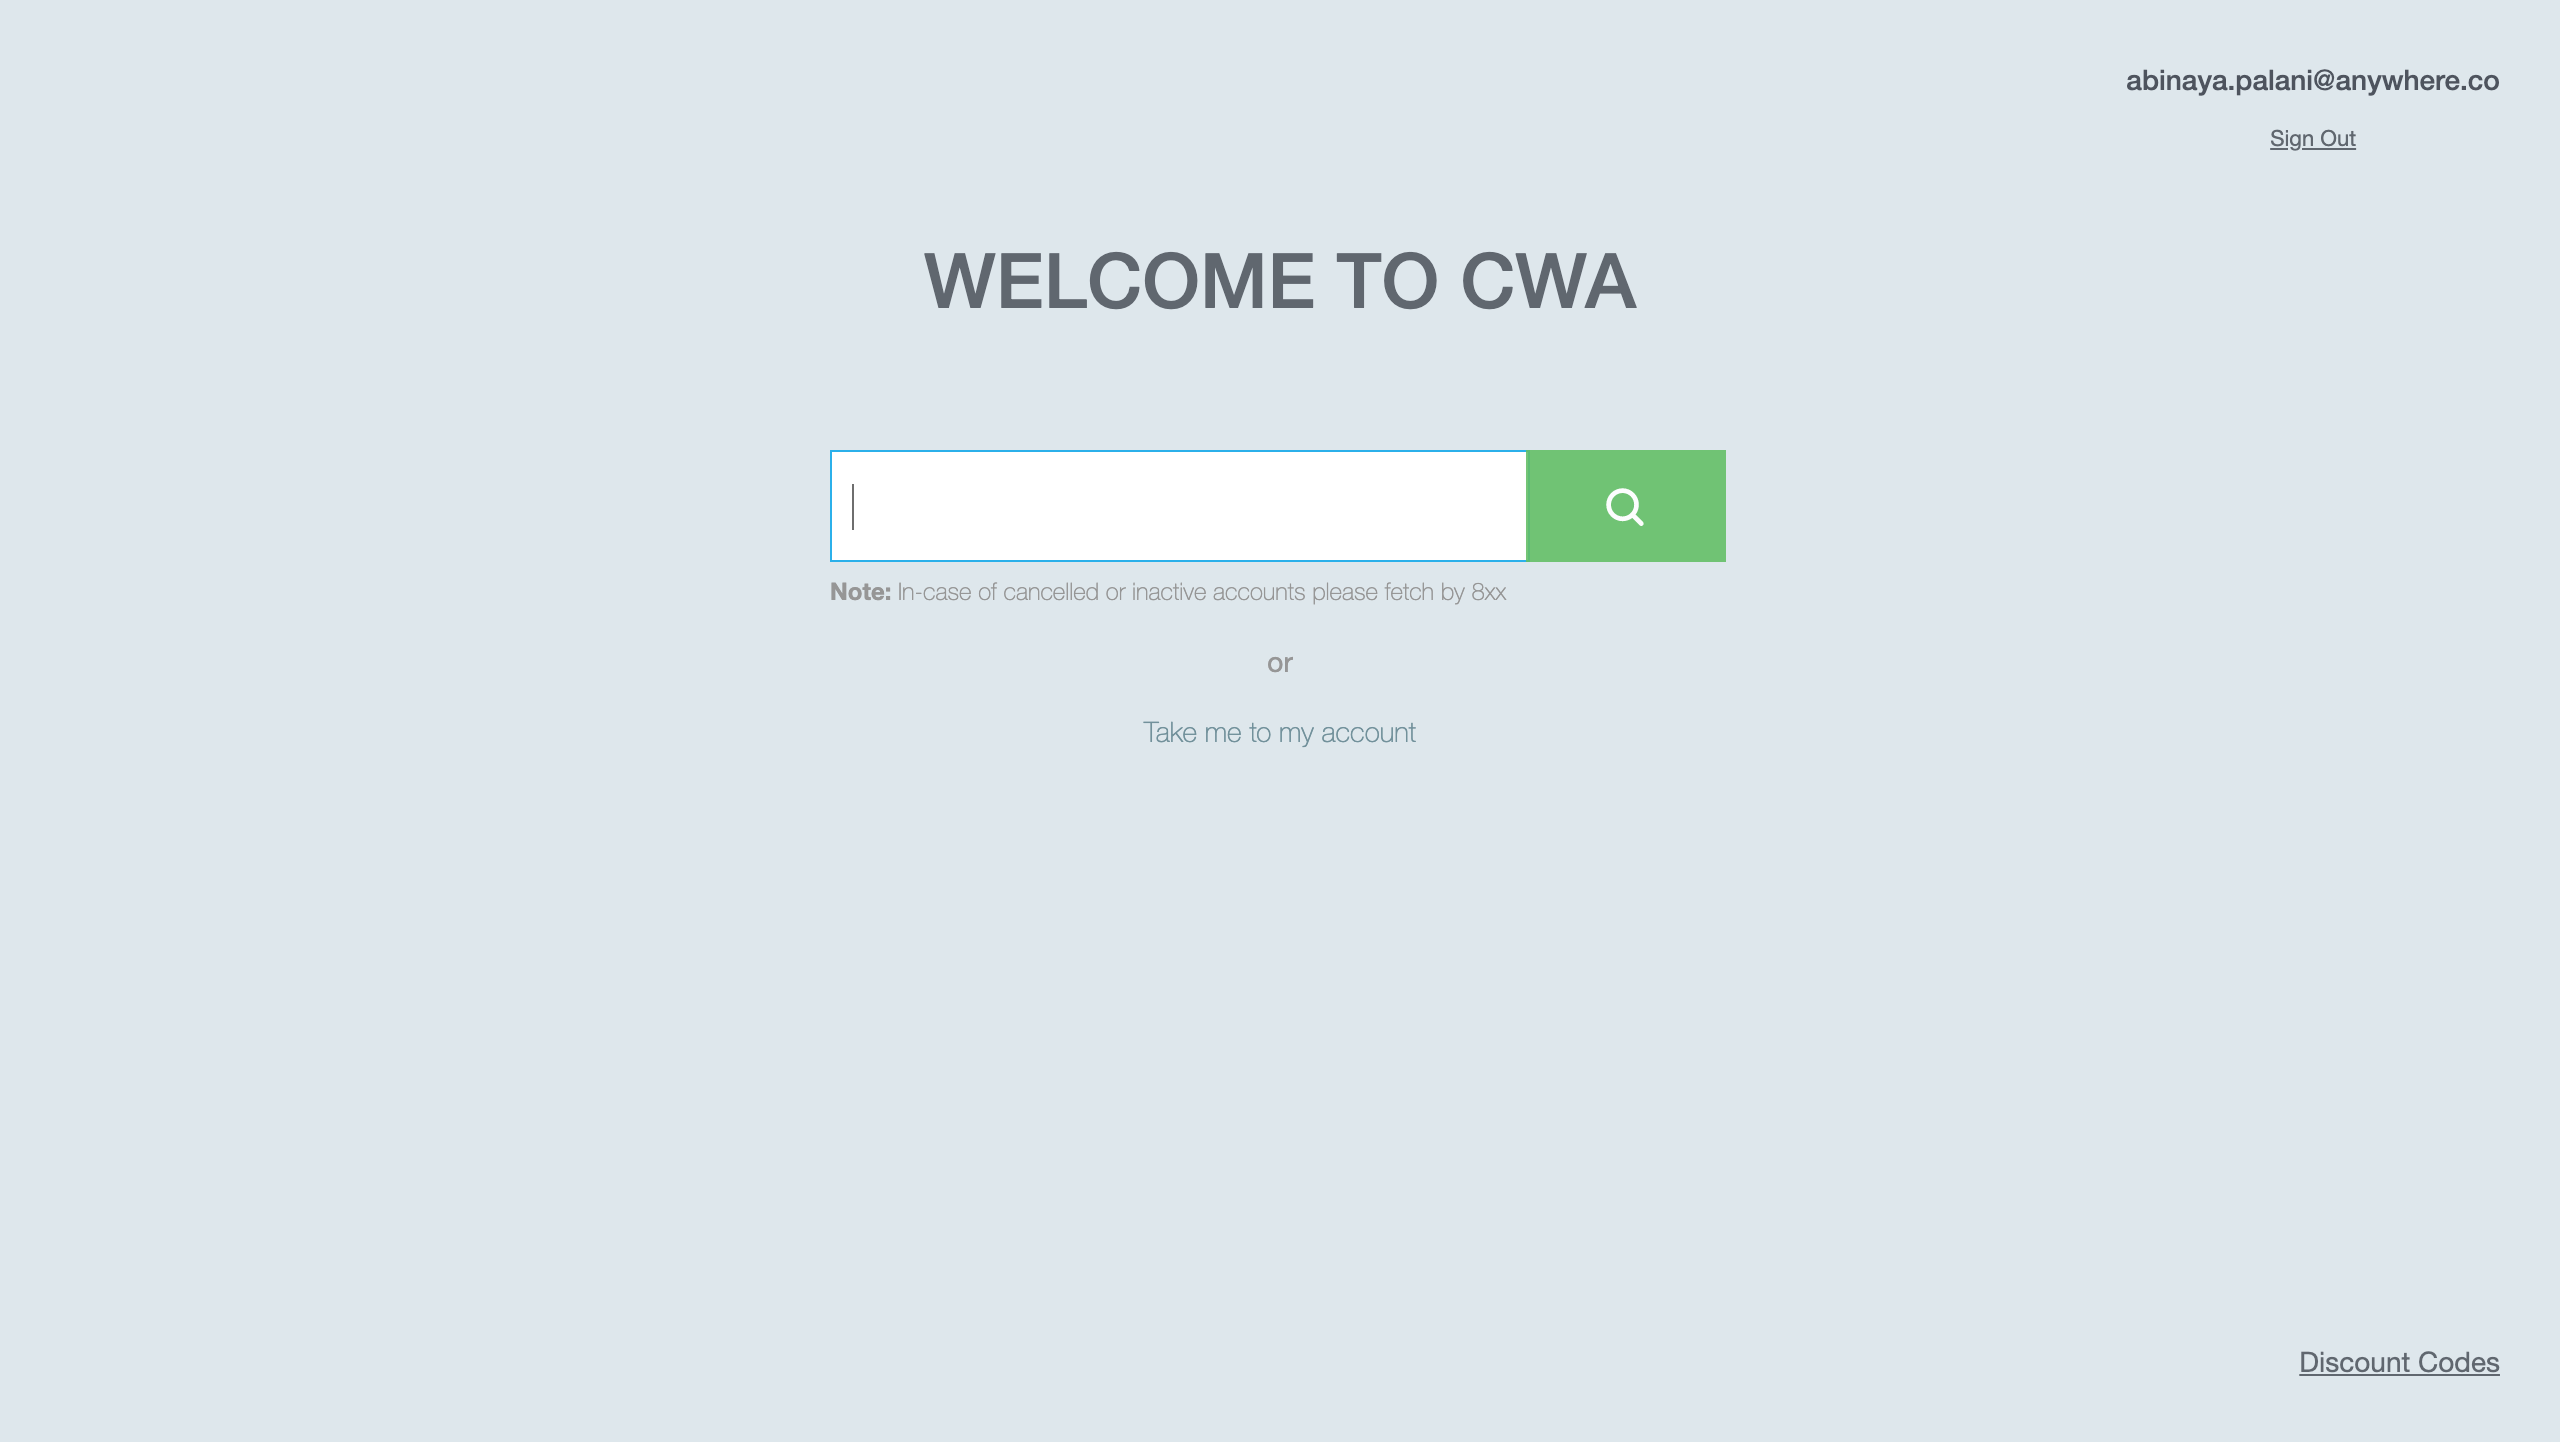 abinaya.palani@anywhere.co
Sign Out
WELCOME TO CWA
Note: In-case of cancelled or inactive accounts please fetch by 8xx
or
Take me to my account
Discount Codes